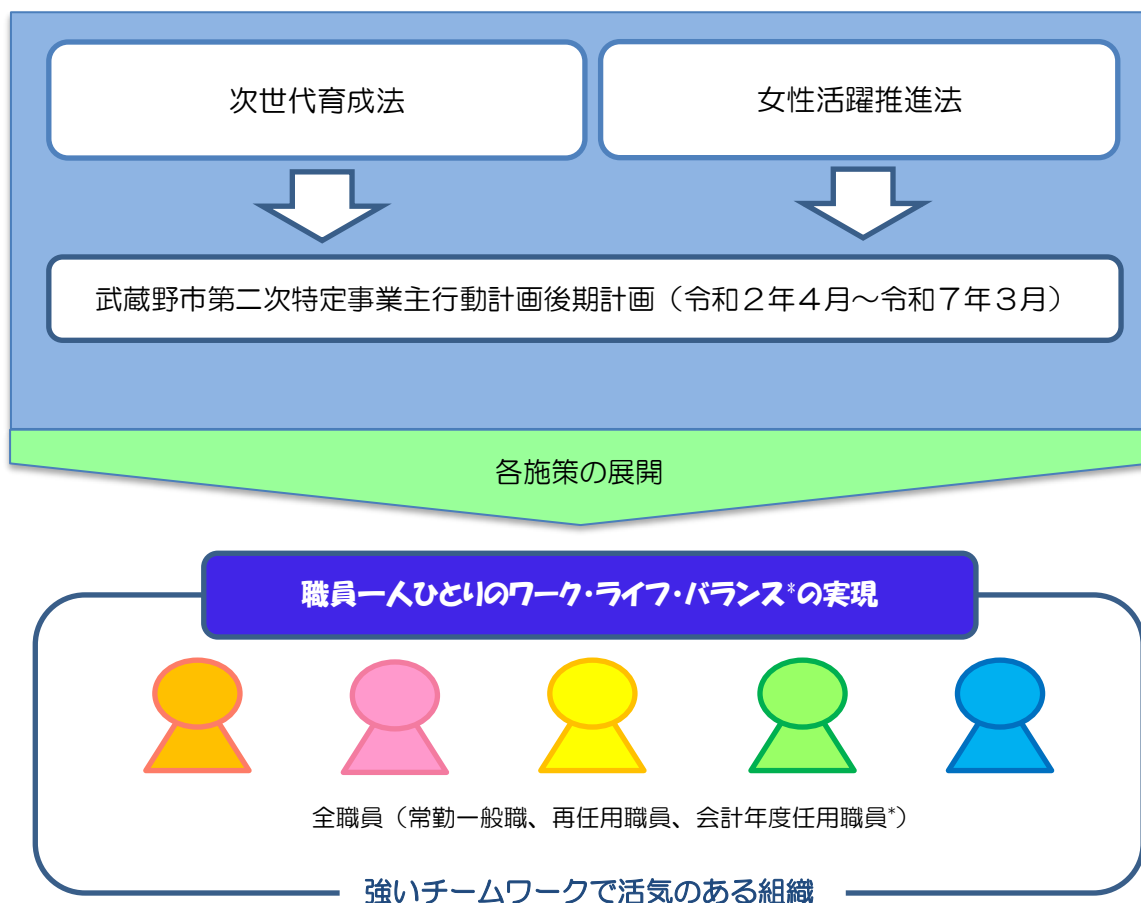 次世代育成法
女性活躍推進法
武蔵野市第二次特定事業主行動計画後期計画（令和２年４月～令和７年３月）
各施策の展開
職員一人ひとりのワーク・ライフ・バランス*の実現
全職員（常勤一般職、再任用職員、会計年度任用職員*）
強いチームワークで活気のある組織